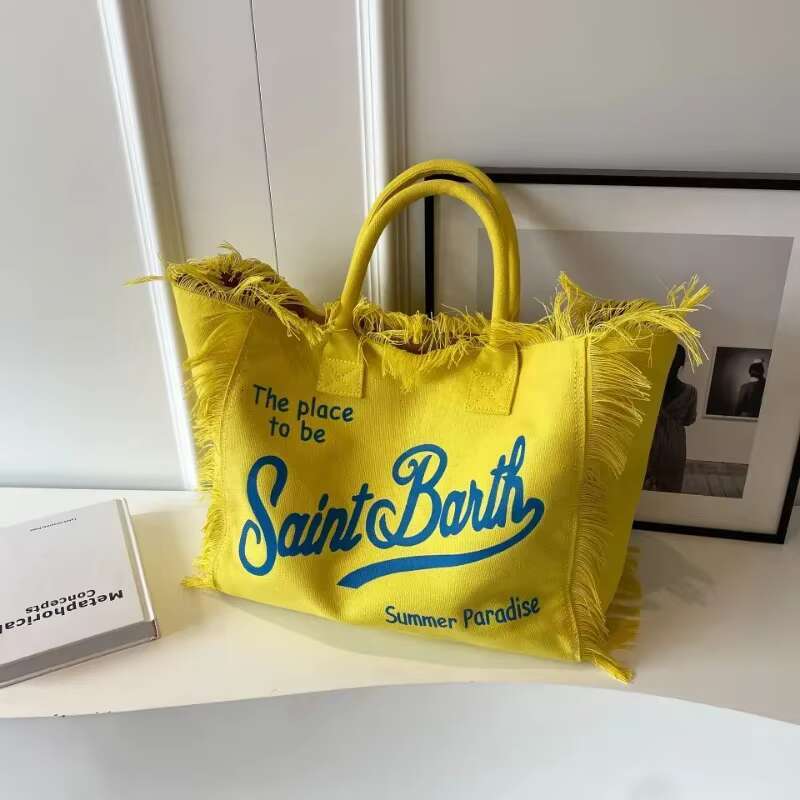 The place
to be
Saint Barth
Summer Paradise
Metaphorical
Concepts